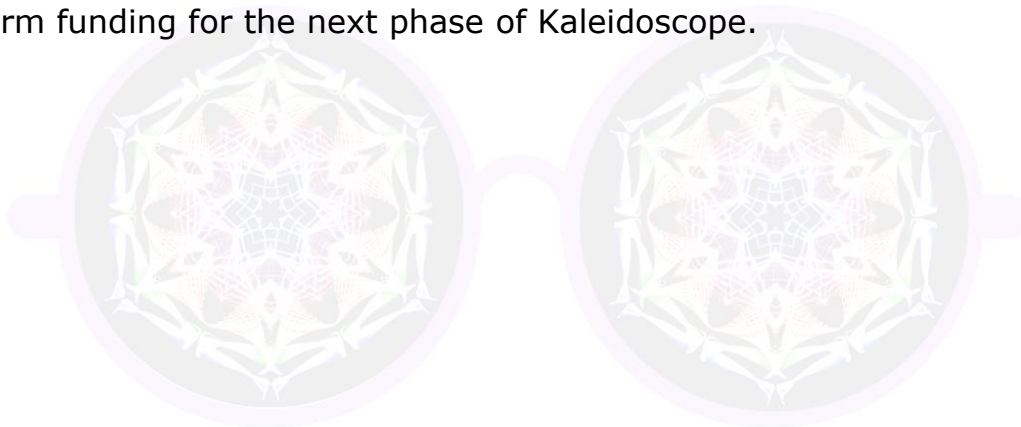 rm funding for the next phase of Kaleidoscope.